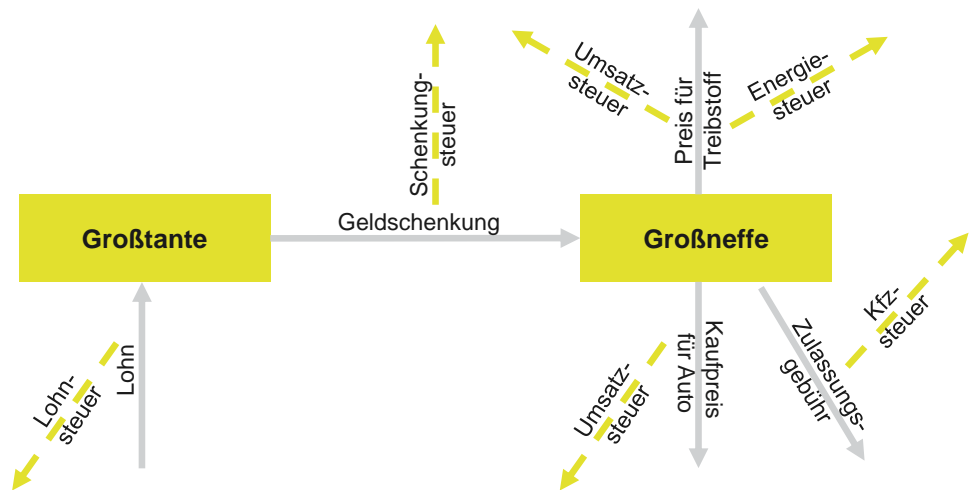 Umsatz-
steuer
Preis für
Treibstoff
Energie-
steuer
Schenkung-
steuer
Großtante
Geldschenkung
Großneffe
Lohn-
steuer
Lohn
Umsatz-
steuer
Kaufpreis
für Auto
Zulassungs-
gebühr
Kfz-
steuer